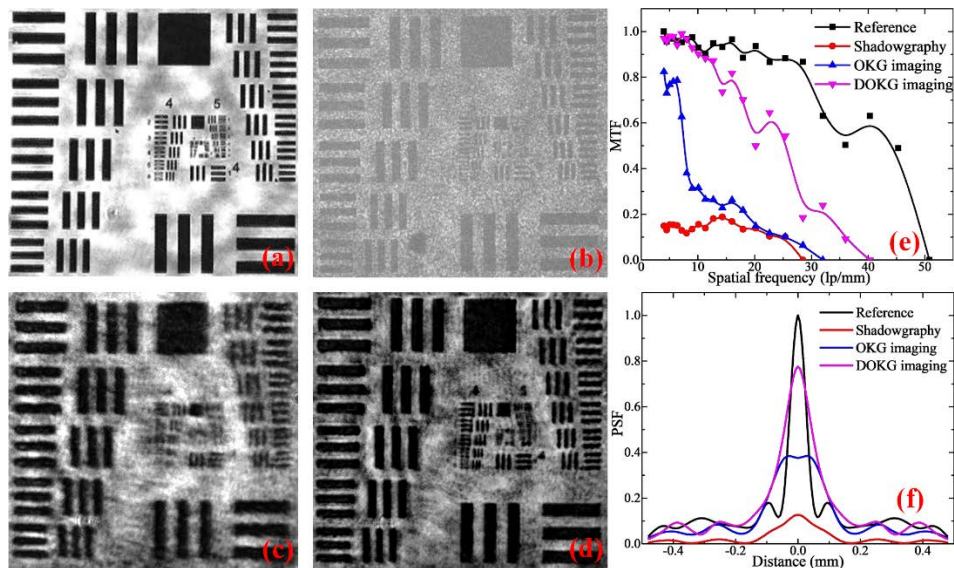 4
5
4
(a)
(b)
1.0
0.8
0.6
0.4
0.2
0.0
MTF
0
10
20
30
40
50
Spatial frequency (lp/mm)
Reference
Shadowgraphy
OKG imaging
DOKG imaging
(e)
(c)
(d)
1.0
0.8
0.6
0.4
0.2
0.0
PSF
-0.4
-0.2
0.0
0.2
0.4
Distance (mm)
Reference
Shadowgraphy
OKG imaging
DOKG imaging
(f)